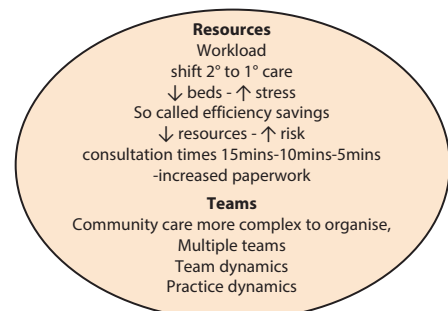 Resources
Workload
shift 2° to 1° care
↓ beds - ↑ stress
So called efficiency savings
↓ resources - ↑ risk
consultation times 15mins-10mins-5mins
-increased paperwork
Teams
Community care more complex to organise,
Multiple teams
Team dynamics
Practice dynamics